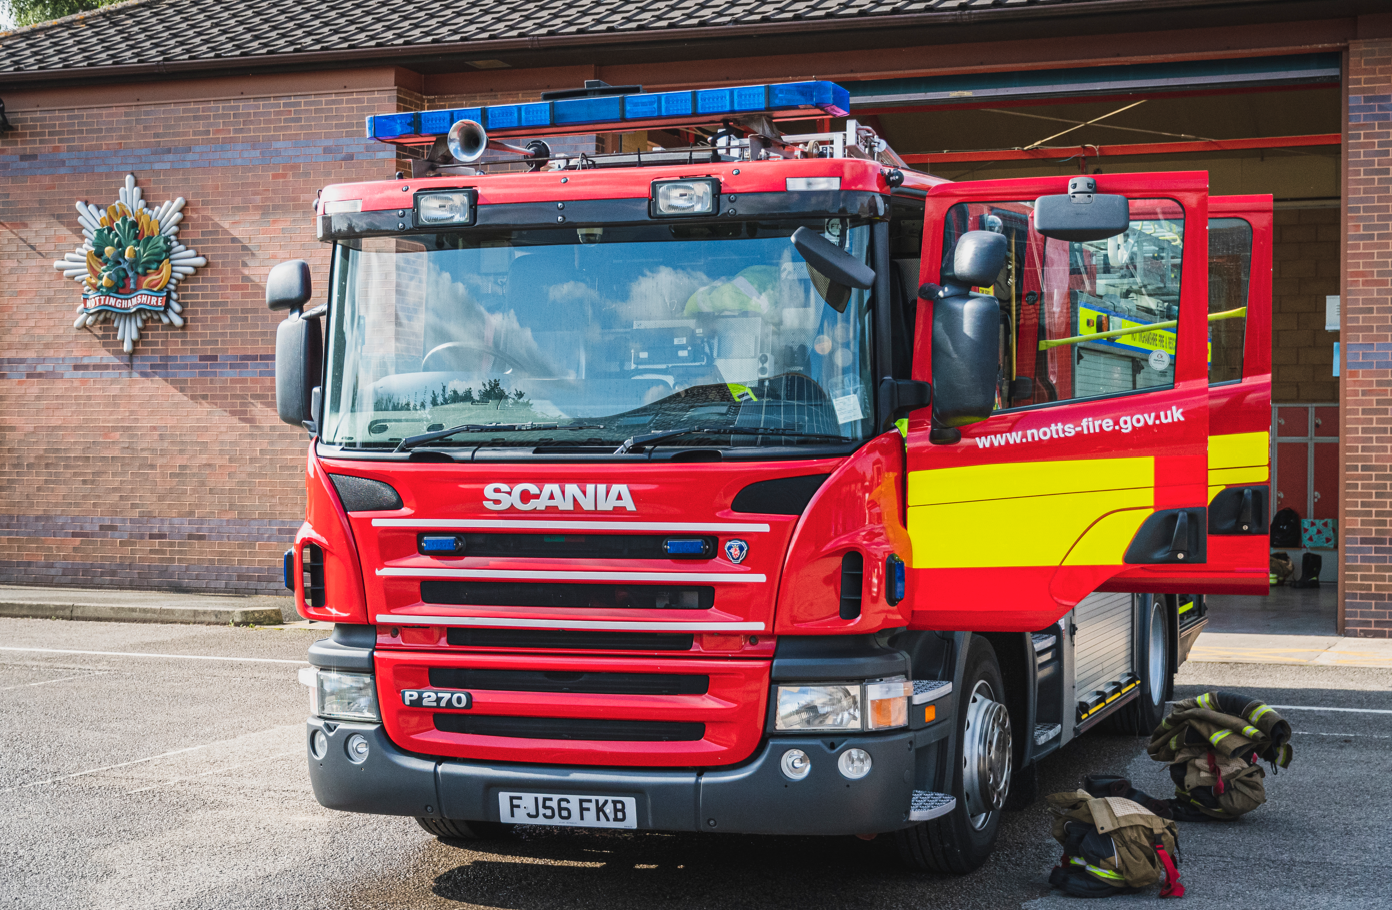 NOTTINGHAMSHIRE
www.notts-fire.gov.uk
SCANIA
P 270
FJ56 FKB